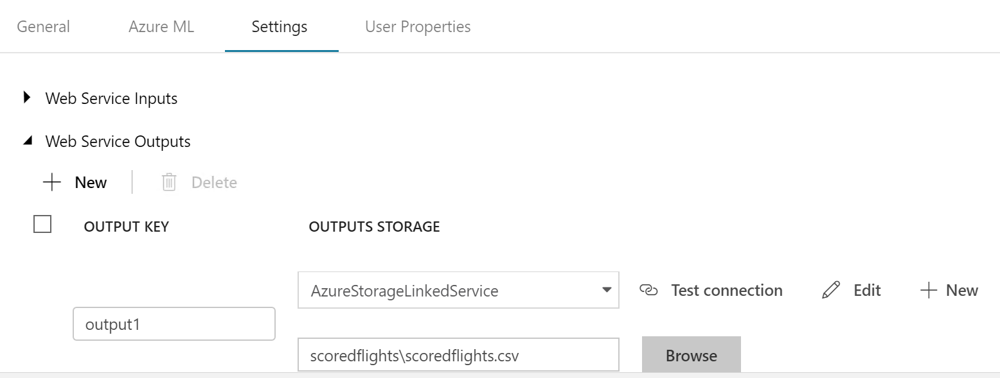 General Azure ML Settings User Properties
Web Service Inputs
Web Service Outputs
New Delete
OUTPUT KEY OUTPUTS STORAGE
AzureStorageLinkedService Test connection Edit New
output1
scoredflights\scoredflights.csv Browse